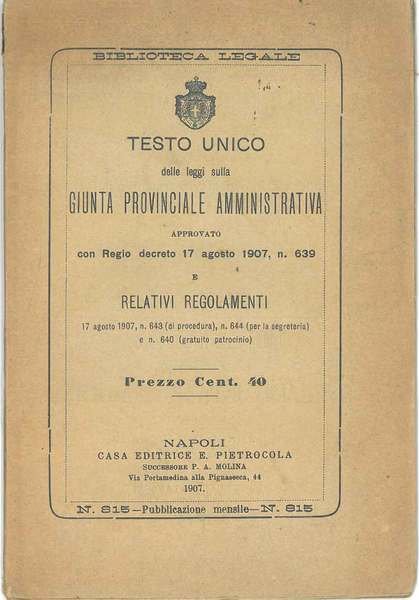 BIBLIOTECA LEGALE
TESTO UNICO
delle leggi sulla
GIUNTA PROVINCIALE AMMINISTRATIVA
APPROVATO
con Regio decreto 17 agosto 1907, n. 639
E
RELATIVI REGOLAMENTI
17 agosto 1907, n. 643 (di procedura), n. 644 (per la segreteria)
e n. 640 (gratuito patrocinio)
Prezzo Cent. 40
NAPOLI
CASA EDITRICE E. PIETROCOLA
SUCCESSORE P. A. MOLINA
Via Portamedina alla Pignasecca, 44
1907.
N. 815—Pubblicazione mensile—N. 815